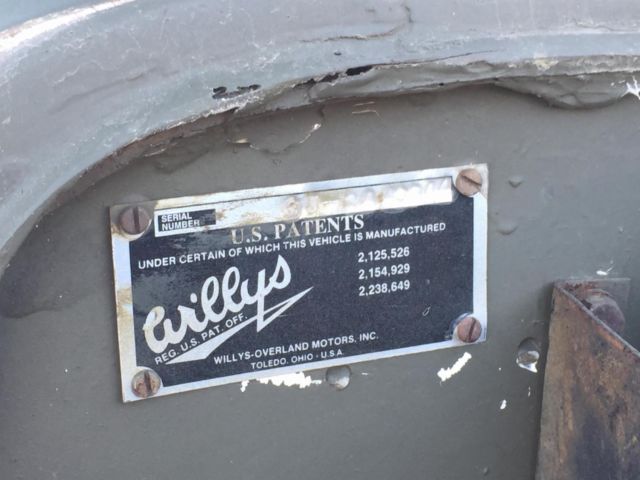 SERIAL
NUMBER
U.S. PATENTS
UNDER CERTAIN OF WHICH THIS VEHICLE IS MANUFACTURED
2,125,526
2,154,929
2,238,649
Willys
REG. U.S. PAT. OFF.
WILLYS-OVERLAND MOTORS, INC.
TOLEDO, OHIO - U.S.A.